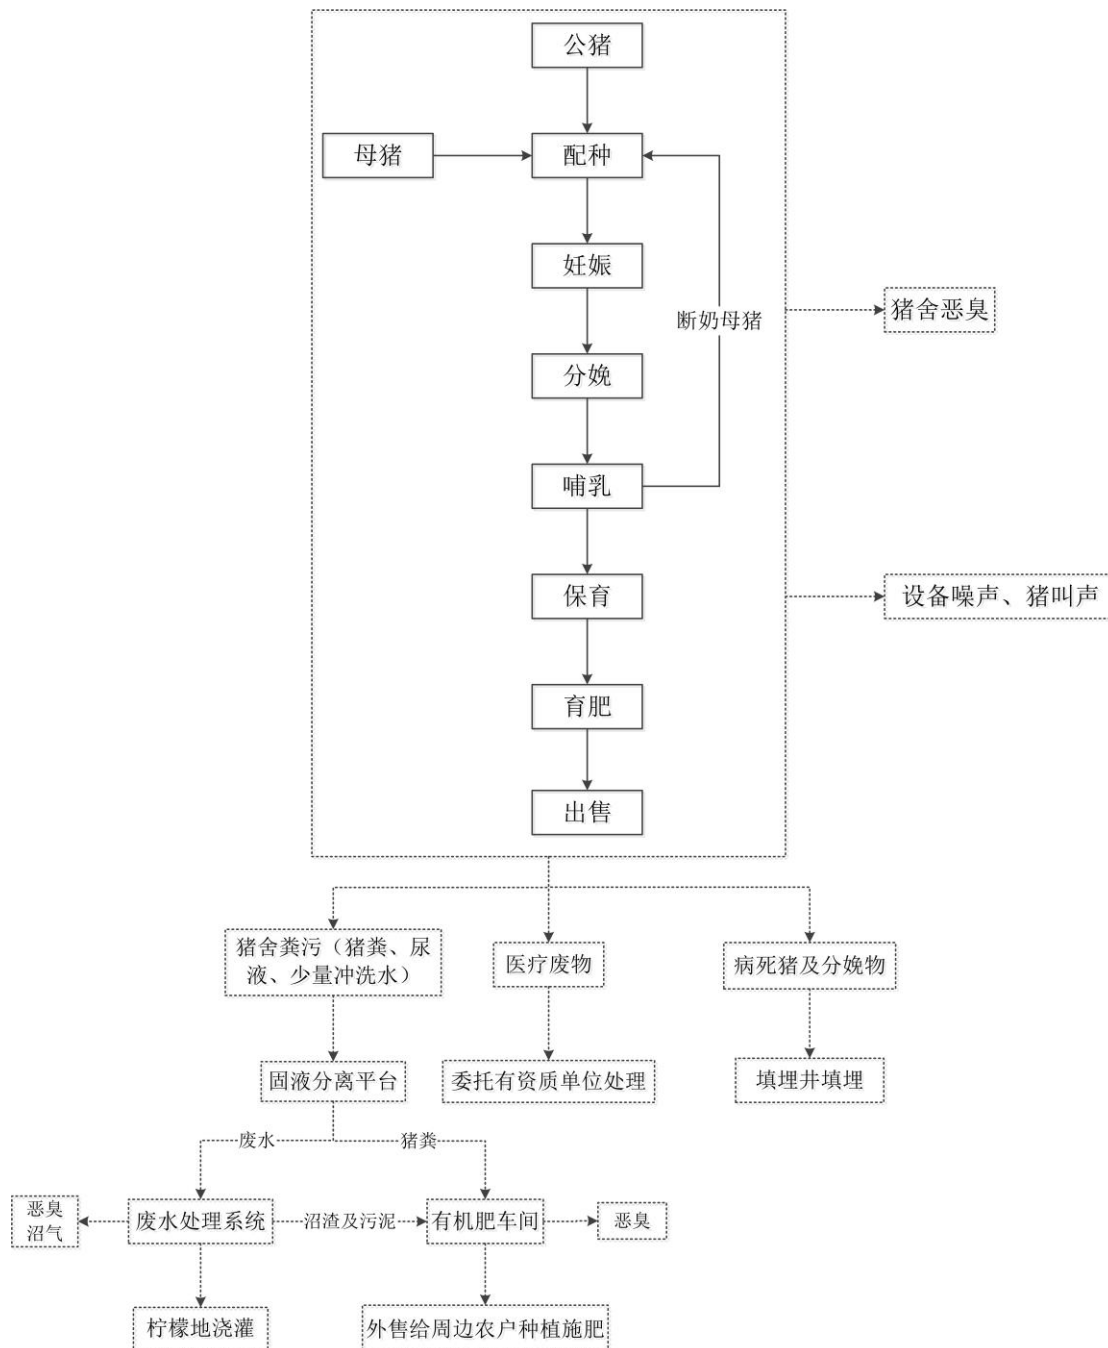 公猪
母猪
配种
妊娠
断奶母猪
猪舍恶臭
分娩
哺乳
保育
设备噪声、猪叫声
育肥
出售
猪舍粪污（猪粪、尿
液、少量冲洗水）
医疗废物
病死猪及分娩物
固液分离平台
委托有资质单位处理
填埋井填埋
废水
猪粪
恶臭
沼气
废水处理系统
沼渣及污泥
有机肥车间
恶臭
柠檬地浇灌
外售给周边农户种植施肥